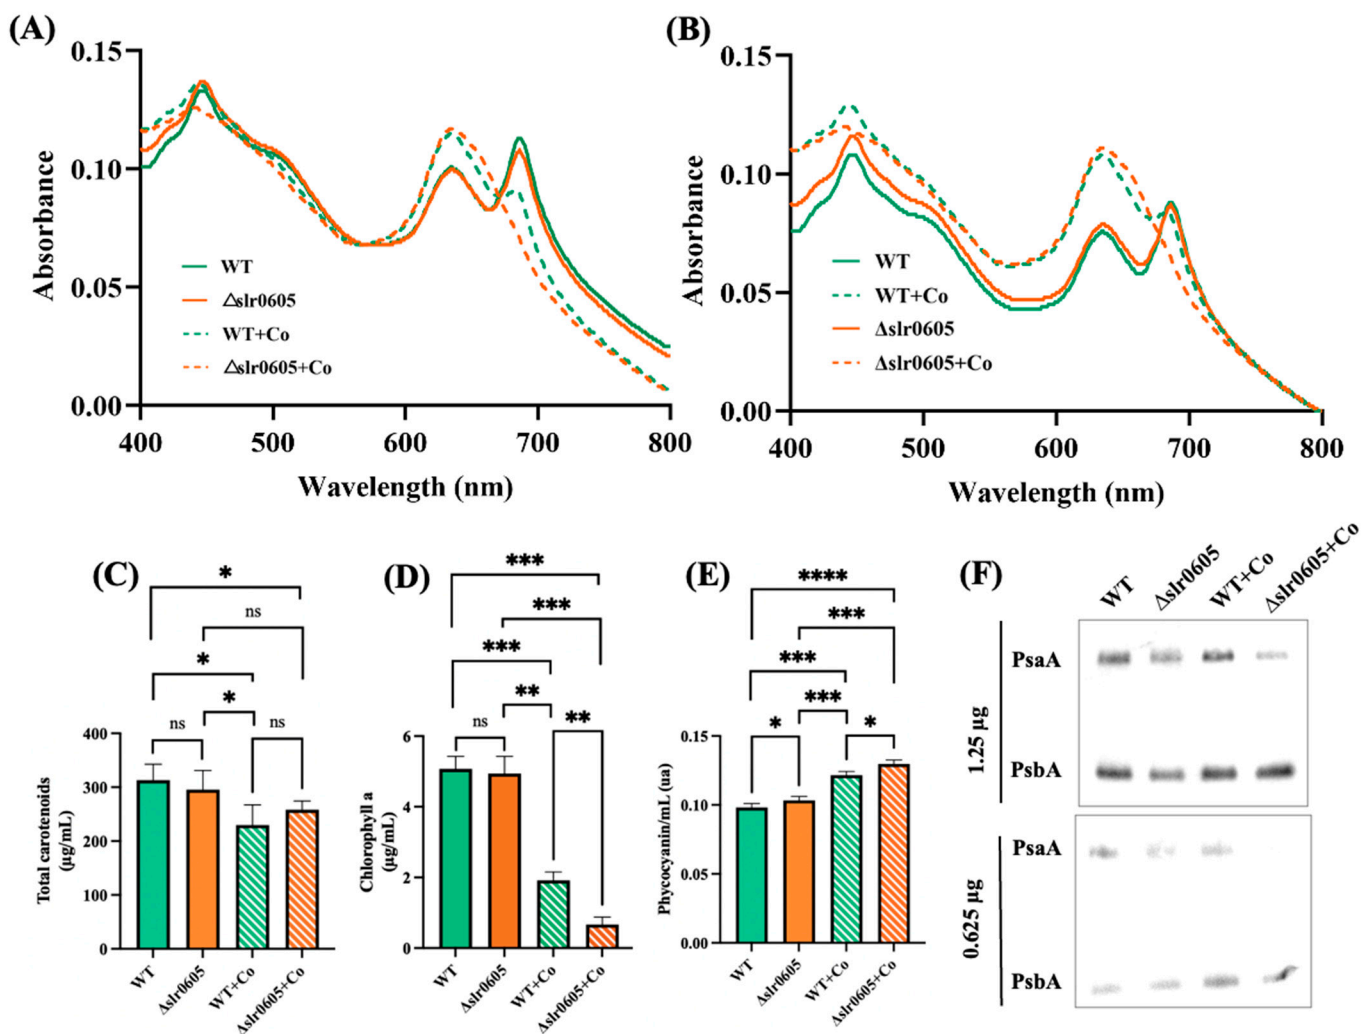 (A)
0.15
0.10
0.05
0.00
Absorbance
WT
△slr0605
WT+Co
△slr0605+Co
400 500 600 700 800
Wavelength (nm)
(B)
0.15
0.10
0.05
0.00
Absorbance
WT
WT+Co
Δslr0605
Δslr0605+Co
400 500 600 700 800
Wavelength (nm)
(C)
*
ns
*
*
ns
ns
400
300
200
100
0
Total carotenoids
(µg/mL)
WT
Δslr0605
WT+Co
Δslr0605+Co
(D)
***
***
***
**
ns
**
6
4
2
0
Chlorophyll a
(µg/mL)
WT
Δslr0605
WT+Co
Δslr0605+Co
(E)
****
***
***
***
*
*
0.15
0.10
0.05
0.00
Phycocyanin/mL (ua)
WT
Δslr0605
WT+Co
Δslr0605+Co
(F)
WT
Δslr0605
WT+Co
Δslr0605+Co
1.25 µg
PsaA
PsbA
0.625 µg
PsaA
PsbA